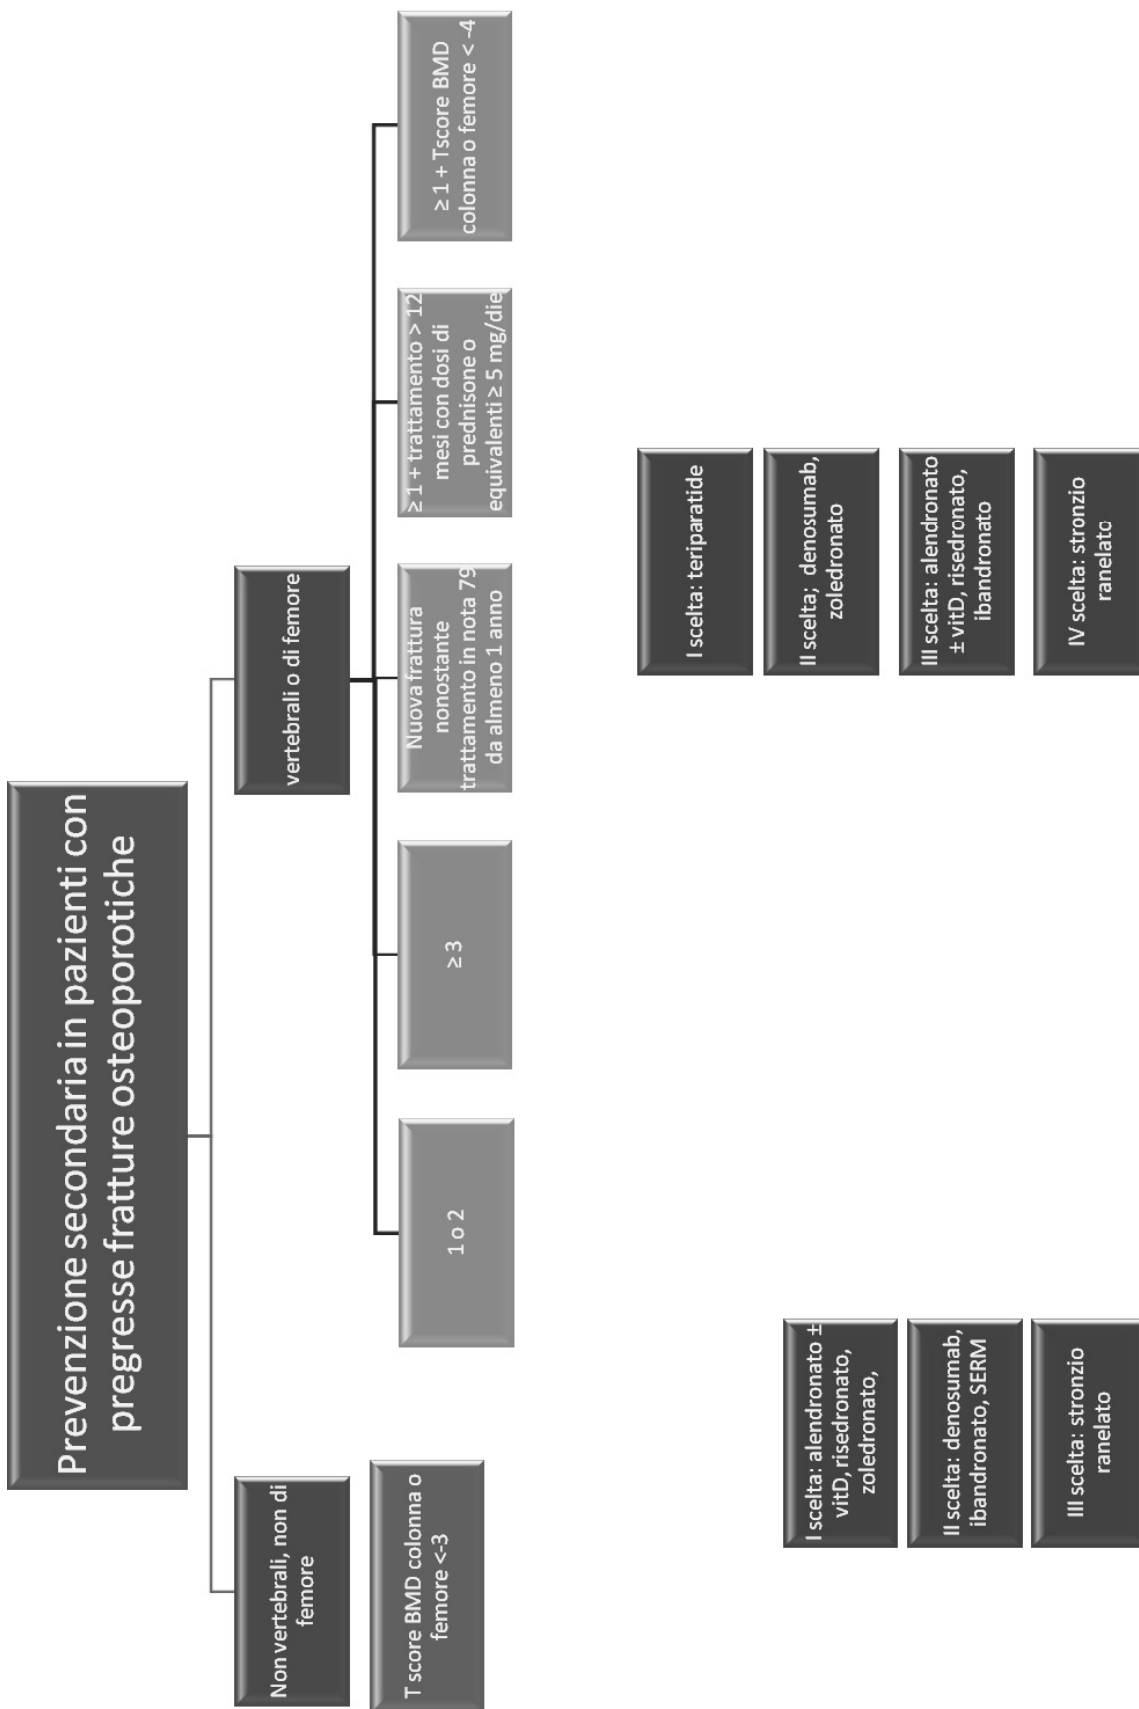 Prevenzione secondaria in pazienti con
pregresse fratture osteoporotiche
Non vertebrali, non di
femore
vertebrali o di femore
T score BMD colonna o
femore <-3
1 o 2
≥ 3
Nuova frattura
nonostante
trattamento in nota 79
da almeno 1 anno
≥ 1 + trattamento > 12
mesi con dosi di
prednisone o
equivalenti ≥ 5 mg/die
≥ 1 + Tscore BMD
colonna o femore < -4
I scelta: alendronato ±
vitD, risedronato,
zoledronato,
II scelta: denosumab,
ibandronato, SERM
III scelta: stronzio
ranelato
I scelta: teriparatide
II scelta; denosumab,
zoledronato
III scelta: alendronato
± vitD, risedronato,
ibandronato
IV scelta: stronzio
ranelato